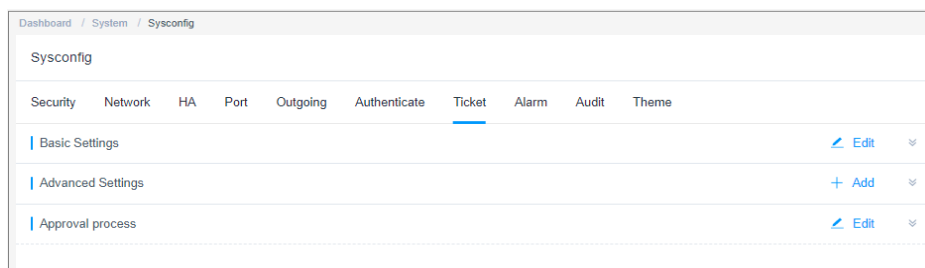 Dashboard / System / Sysconfig
Sysconfig
Security Network HA Port Outgoing Authenticate Ticket Alarm Audit Theme
Basic Settings Edit
Advanced Settings + Add
Approval process Edit